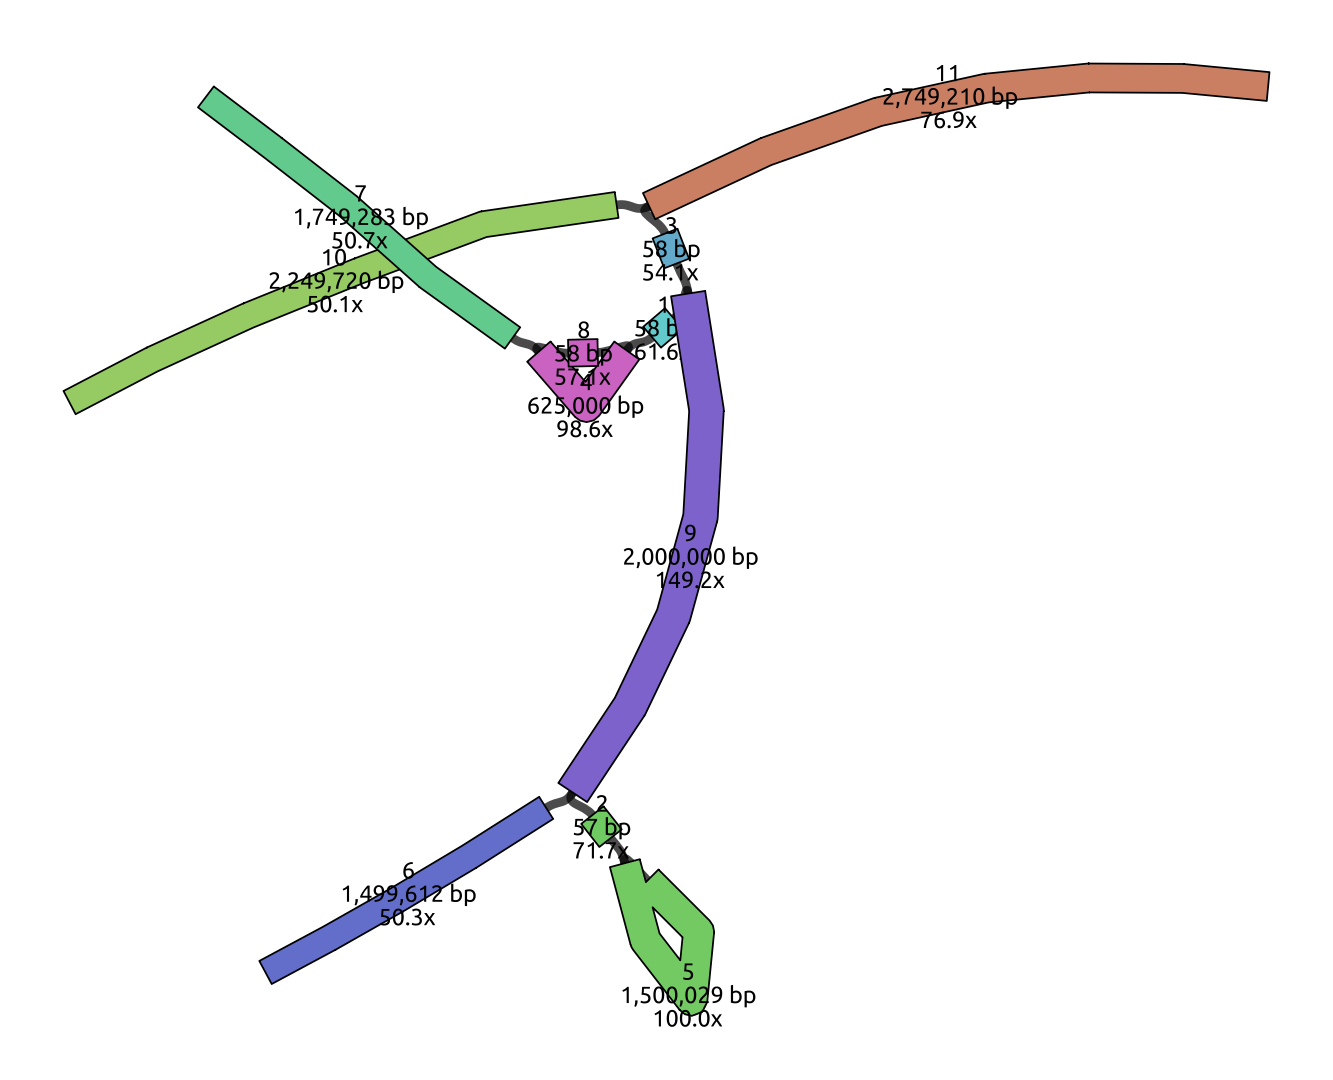 11
2,749,210 bp
76.9x
7
1,749,283 bp
50.7x
3
58 bp
54.1x
10
2,249,720 bp
50.1x
1
58 b
61.6
8
58 bp
57.1x
4
625,000 bp
98.6x
9
2,000,000 bp
149.2x
2
57 bp
71.7x
6
1,499,612 bp
50.3x
5
1,500,029 bp
100.0x